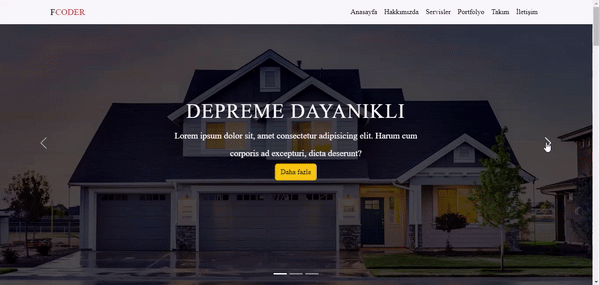 FCODER
Anasayfa Hakkımızda Servisler Portfolyo Takım İletişim
DEPREME DAYANIKLI
Lorem ipsum dolor sit, amet consectetur adipisicing elit. Harum cum
corporis ad excepturi, dicta deserunt?
Daha fazla